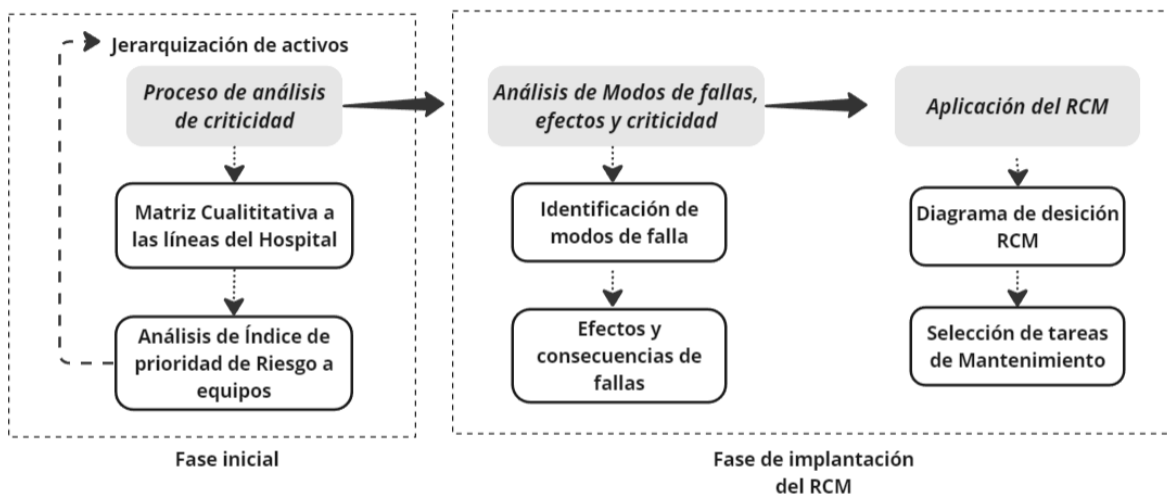 Jerarquización de activos
Proceso de análisis
de criticidad
Matriz Cualititativa a
las líneas del Hospital
Análisis de Índice de
prioridad de Riesgo a
equipos
Fase inicial
Análisis de Modos de fallas,
efectos y criticidad
Identificación de
modos de falla
Efectos y
consecuencias de
fallas
Aplicación del RCM
Diagrama de desición
RCM
Selección de tareas
de Mantenimiento
Fase de implantación
del RCM